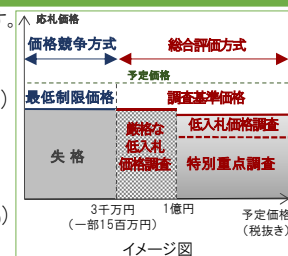 す。
応札価格
価格競争方式
総合評価方式
予定価格
最低制限価格
調査基準価格
失格
厳格な
低入札
価格調査
低入札価格調査
特別重点調査
3千万円
(一部15百万円)
1億円
予定価格
(税抜き)
イメージ図
)
)